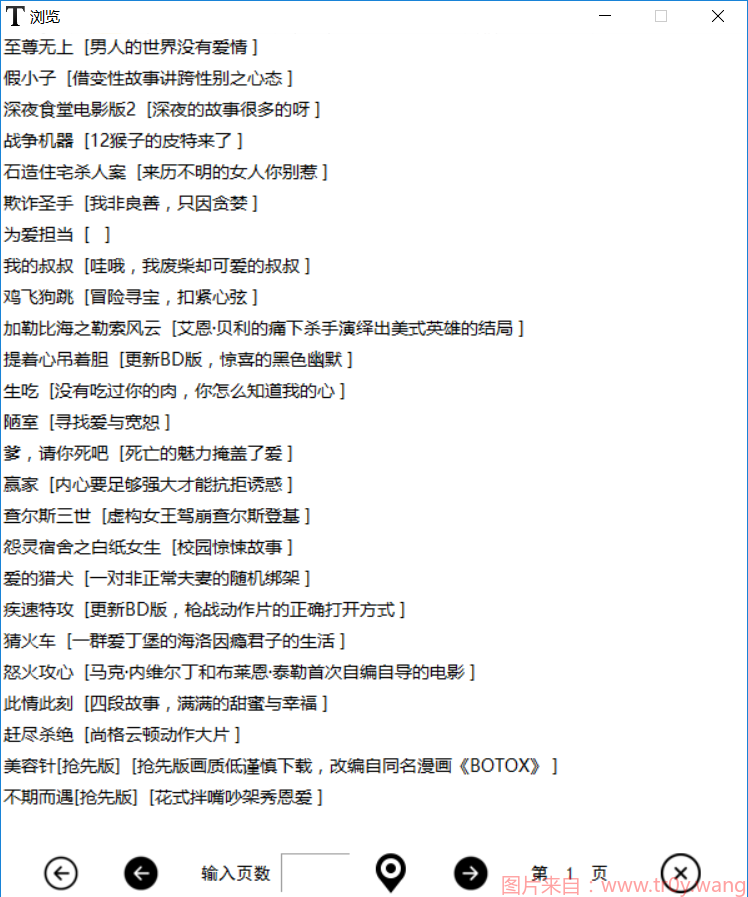 T 浏览
至尊无上 [男人的世界没有爱情 ]
假小子 [借变性故事讲跨性别之心态 ]
深夜食堂电影版2 [深夜的故事很多的呀 ]
战争机器 [12猴子的皮特来了 ]
石造住宅杀人案 [来历不明的女人你别惹 ]
欺诈圣手 [我非良善，只因贪婪 ]
为爱担当 [ ]
我的叔叔 [哇哦，我废柴却可爱的叔叔 ]
鸡飞狗跳 [冒险寻宝，扣紧心弦 ]
加勒比海之勒索风云 [艾恩·贝利的痛下杀手演绎出美式英雄的结局 ]
提着心吊着胆 [更新BD版，惊喜的黑色幽默 ]
生吃 [没有吃过你的肉，你怎么知道我的心 ]
陋室 [寻找爱与宽恕 ]
爹，请你死吧 [死亡的魅力掩盖了爱 ]
赢家 [内心要足够强大才能抗拒诱惑 ]
查尔斯三世 [虚构女王驾崩查尔斯登基 ]
怨灵宿舍之白纸女生 [校园惊悚故事 ]
爱的猎犬 [一对非正常夫妻的随机绑架 ]
疾速特攻 [更新BD版，枪战动作片的正确打开方式 ]
猜火车 [一群爱丁堡的海洛因瘾君子的生活 ]
怒火攻心 [马克·内维尔丁和布莱恩·泰勒首次自编自导的电影 ]
此情此刻 [四段故事，满满的甜蜜与幸福 ]
赶尽杀绝 [尚格云顿动作大片 ]
美容针[抢先版] [抢先版画质低谨慎下载，改编自同名漫画《BOTOX》 ]
不期而遇[抢先版] [花式拌嘴吵架秀恩爱 ]
输入页数 第 1 页
图片来自：www.tr0y.wang